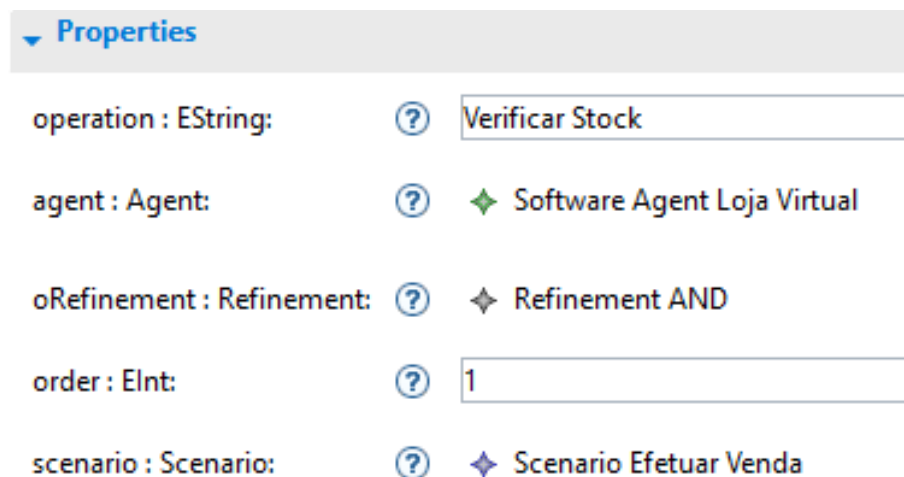 Properties
operation : EString: Verificar Stock
agent : Agent: Software Agent Loja Virtual
oRefinement : Refinement: Refinement AND
order : EInt: 1
scenario : Scenario: Scenario Efetuar Venda